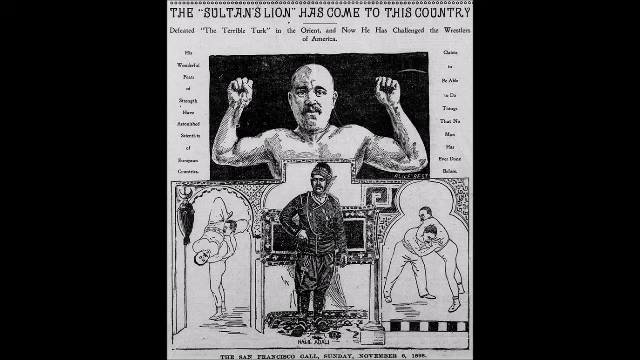 THE "SULTAN'S LION" HAS COME TO THIS COUNTRY
Defeated "The Terrible Turk" in the Orient, and Now He Has Challenged the Wrestlers
of America.
His
Wonderful
Feats
of
Strength
Have
Astonished
Scientists
of
European
Countries.
Claims
to
Be Able
to Do
Things
That No
Man
Has
Ever Done
Before.
HALIL ADALI
THE SAN FRANCISCO CALL, SUNDAY, NOVEMBER 6, 1898.